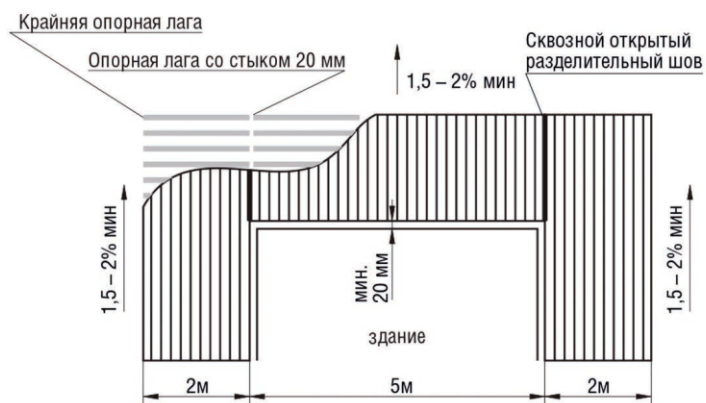 Крайняя опорная лага
Опорная лага со стыком 20 мм
1,5 – 2% мин
Сквозной открытый
разделительный шов
1,5 – 2% мин
мин.
20 мм
1,5 – 2% мин
здание
2м
5м
2м